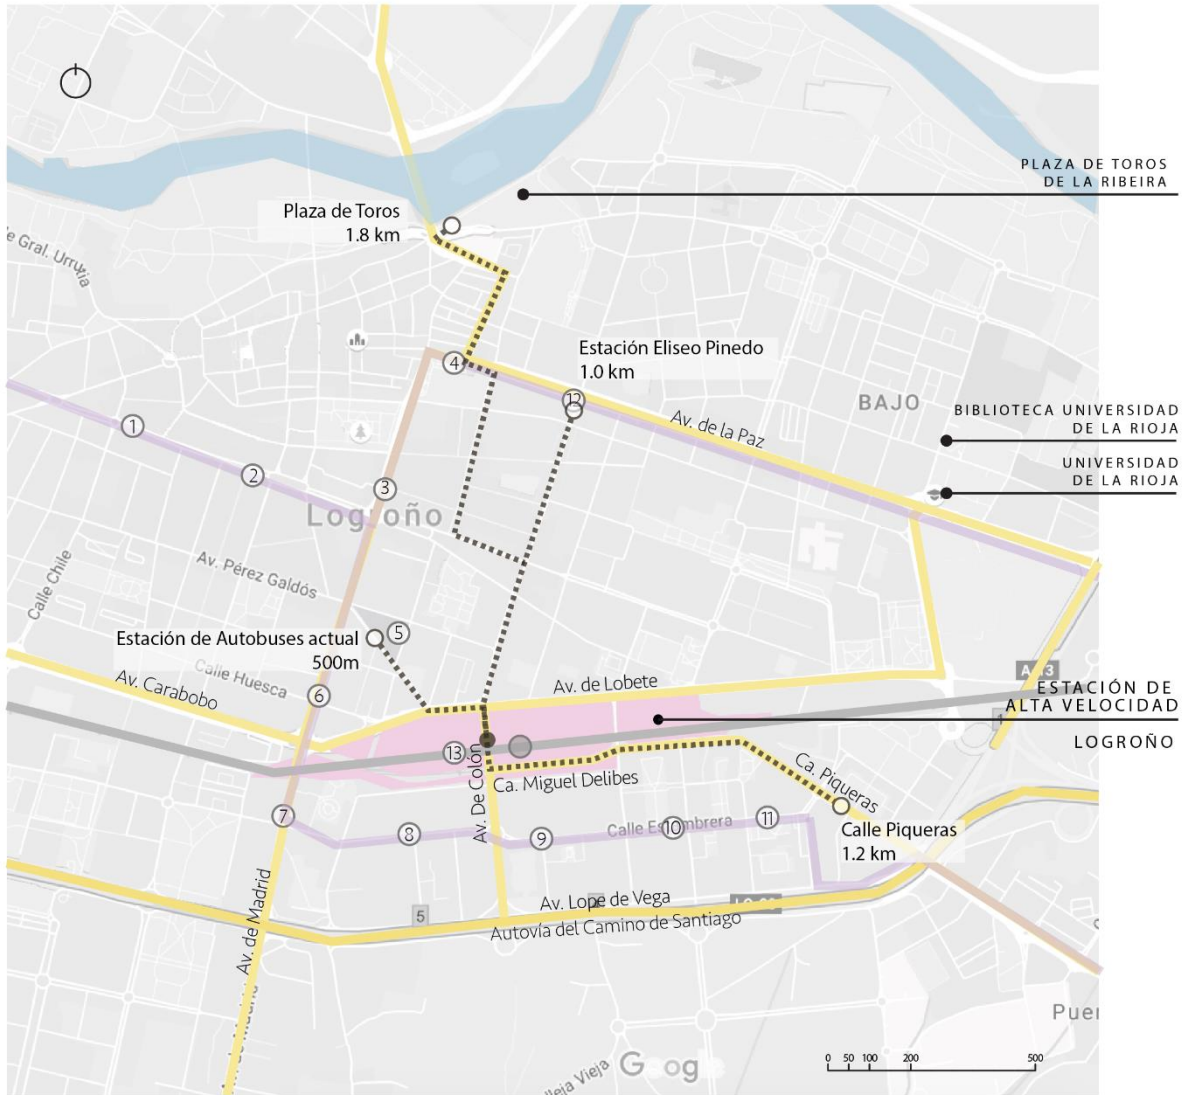 PLAZA DE TOROS
DE LA RIBEIRA
Plaza de Toros
1.8 km
de Gral. Urrutia
4
Estación Eliseo Pinedo
1.0 km
12
BAJO
BIBLIOTECA UNIVERSIDAD
DE LA RIOJA
Av. de la Paz
1
2
3
UNIVERSIDAD
DE LA RIOJA
Logroño
Av. Pérez Galdós
Calle Chile
Estación de Autobuses actual
500m
5
Calle Huesca
Av. Carabobo
6
Av. de Lobete
ESTACIÓN DE
ALTA VELOCIDAD
LOGROÑO
1
13
Av. De Colón
Ca. Miguel Delibes
Ca. Piqueras
7
8
9
10
11
Calle Piqueras
1.2 km
Av. de Madrid
5
Av. Lope de Vega
Autovía del Camino de Santiago
Puer
G og
lleja Vieja
0 50 100 200 500